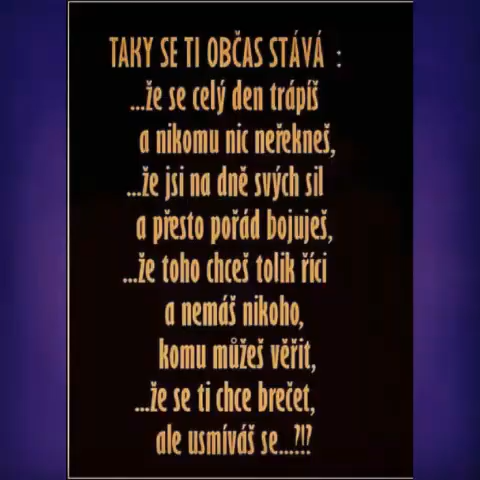 TAKY SE TI OBČAS STÁVÁ :
...že se celý den trápíš
a nikomu nic neřekneš,
...že jsi na dně svých sil
a přesto pořád bojuješ,
...že toho chceš tolik říci
a nemáš nikoho,
komu můžeš věřit,
...že se ti chce brečet,
ale usmíváš se...?!?